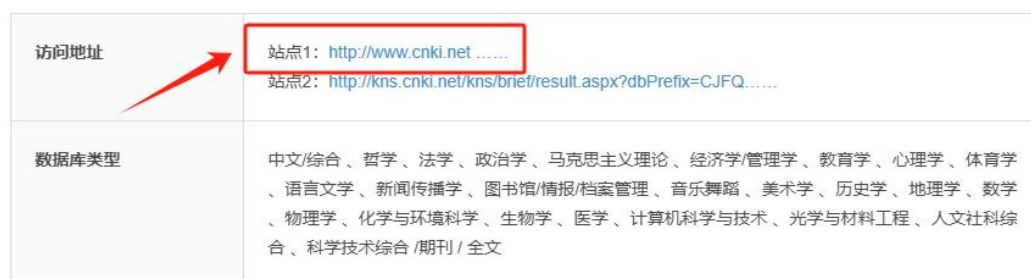 访问地址
站点1：http://www.cnki.net ……
站点2：http://kns.cnki.net/kns/brief/result.aspx?dbPrefix=CJFQ……
数据库类型
中文/综合 、哲学 、法学 、政治学 、马克思主义理论 、经济学/管理学 、教育学 、心理学 、体育学
、语言文学 、新闻传播学 、图书馆/情报/档案管理 、音乐舞蹈 、美术学 、历史学 、地理学 、数学
、物理学 、化学与环境科学 、生物学 、医学 、计算机科学与技术 、光学与材料工程 、人文社科综
合 、科学技术综合 /期刊 / 全文